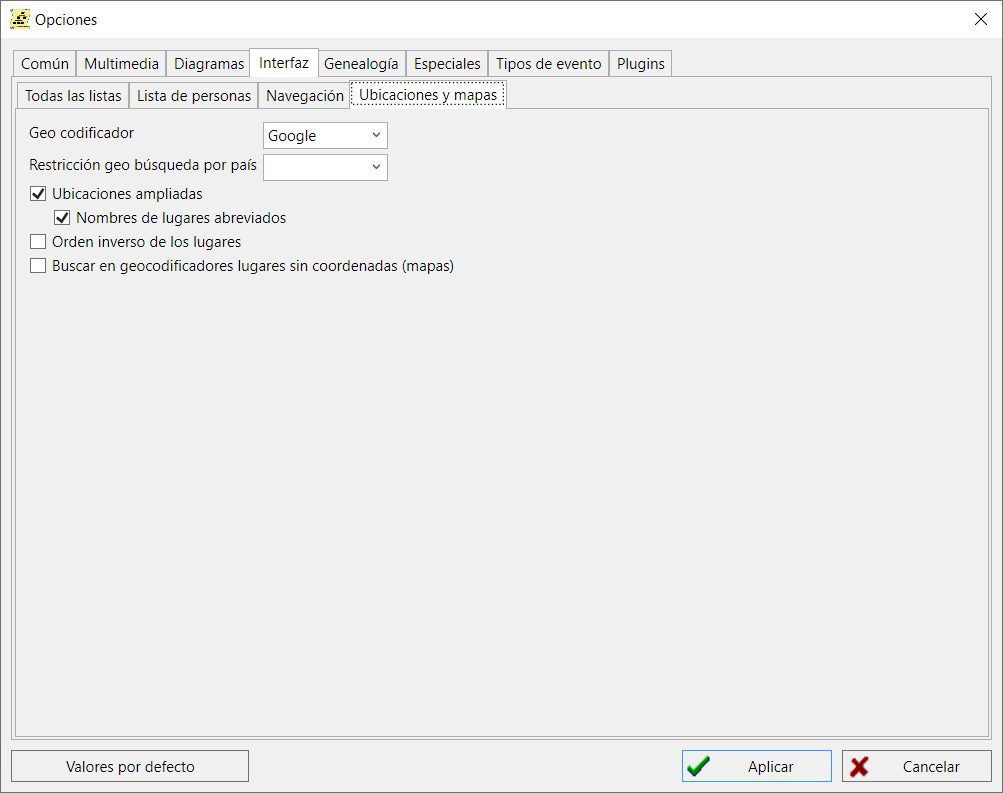 Opciones
Común Multimedia Diagramas Interfaz Genealogía Especiales Tipos de evento Plugins
Todas las listas Lista de personas Navegación Ubicaciones y mapas
Geo codificador Google
Restricción geo búsqueda por país
Ubicaciones ampliadas
Nombres de lugares abreviados
Orden inverso de los lugares
Buscar en geocodificadores lugares sin coordenadas (mapas)
Valores por defecto Aplicar Cancelar